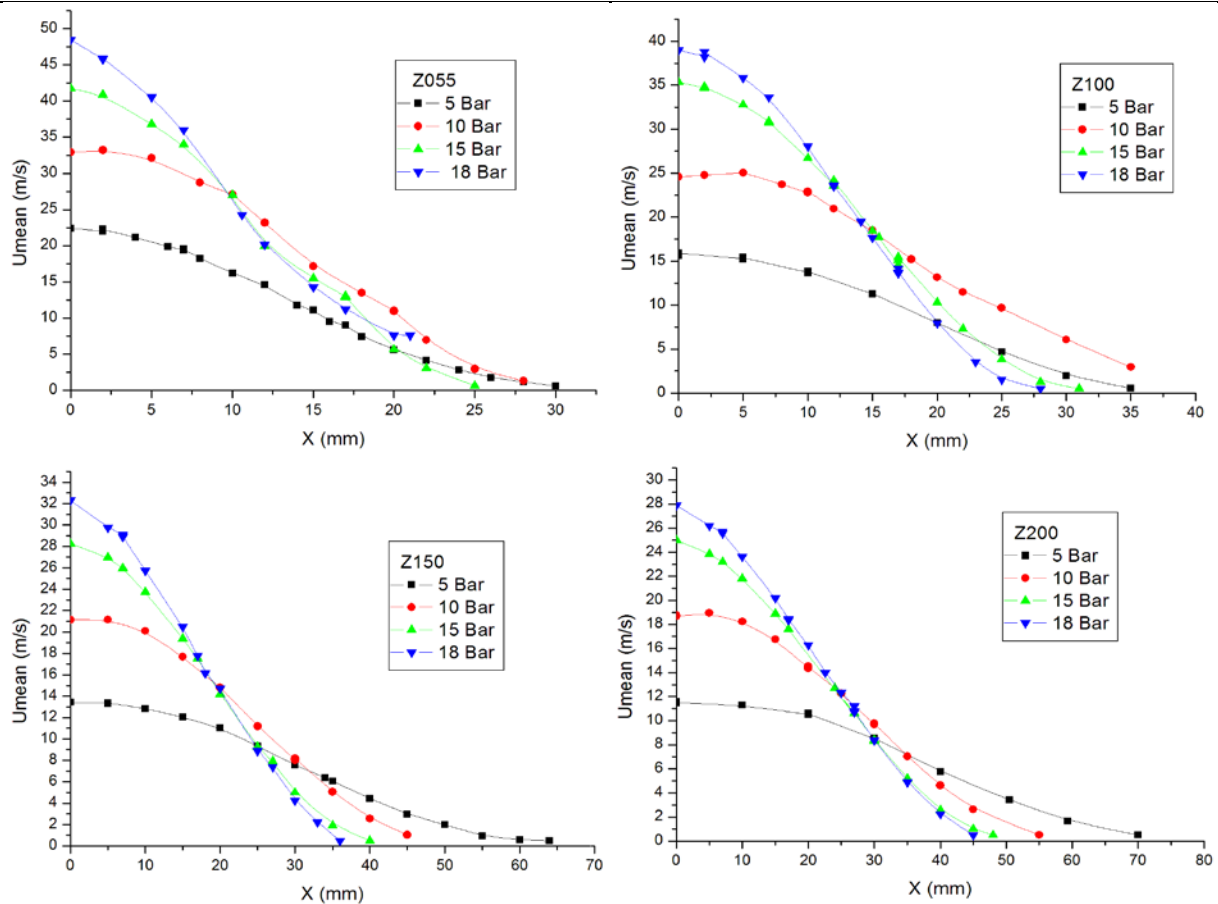 50
45
40
35
30
25
20
15
10
5
0
Umean (m/s)
Z055
5 Bar
10 Bar
15 Bar
18 Bar
0 5 10 15 20 25 30
X (mm)
40
35
30
25
20
15
10
5
0
Umean (m/s)
Z100
5 Bar
10 Bar
15 Bar
18 Bar
0 5 10 15 20 25 30 35 40
X (mm)
34
32
30
28
26
24
22
20
18
16
14
12
10
8
6
4
2
0
Umean (m/s)
Z150
5 Bar
10 Bar
15 Bar
18 Bar
0 10 20 30 40 50 60 70
X (mm)
30
28
26
24
22
20
18
16
14
12
10
8
6
4
2
0
Umean (m/s)
Z200
5 Bar
10 Bar
15 Bar
18 Bar
0 10 20 30 40 50 60 70 80
X (mm)